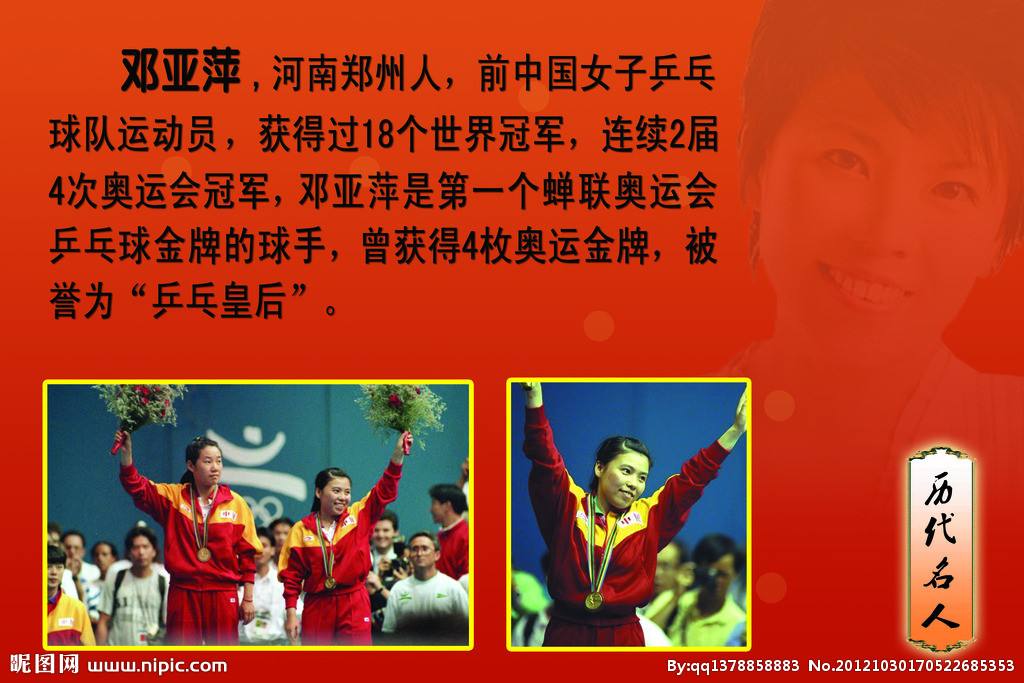 邓亚萍,河南郑州人，前中国女子乒乓
球队运动员，获得过18个世界冠军，连续2届
4次奥运会冠军，邓亚萍是第一个蝉联奥运会
乒乓球金牌的球手，曾获得4枚奥运金牌，被
誉为“乒乓皇后”。
中
中
历代名人
昵图网 www.nipic.com
By:qq1378858883 No.20121030170522685353